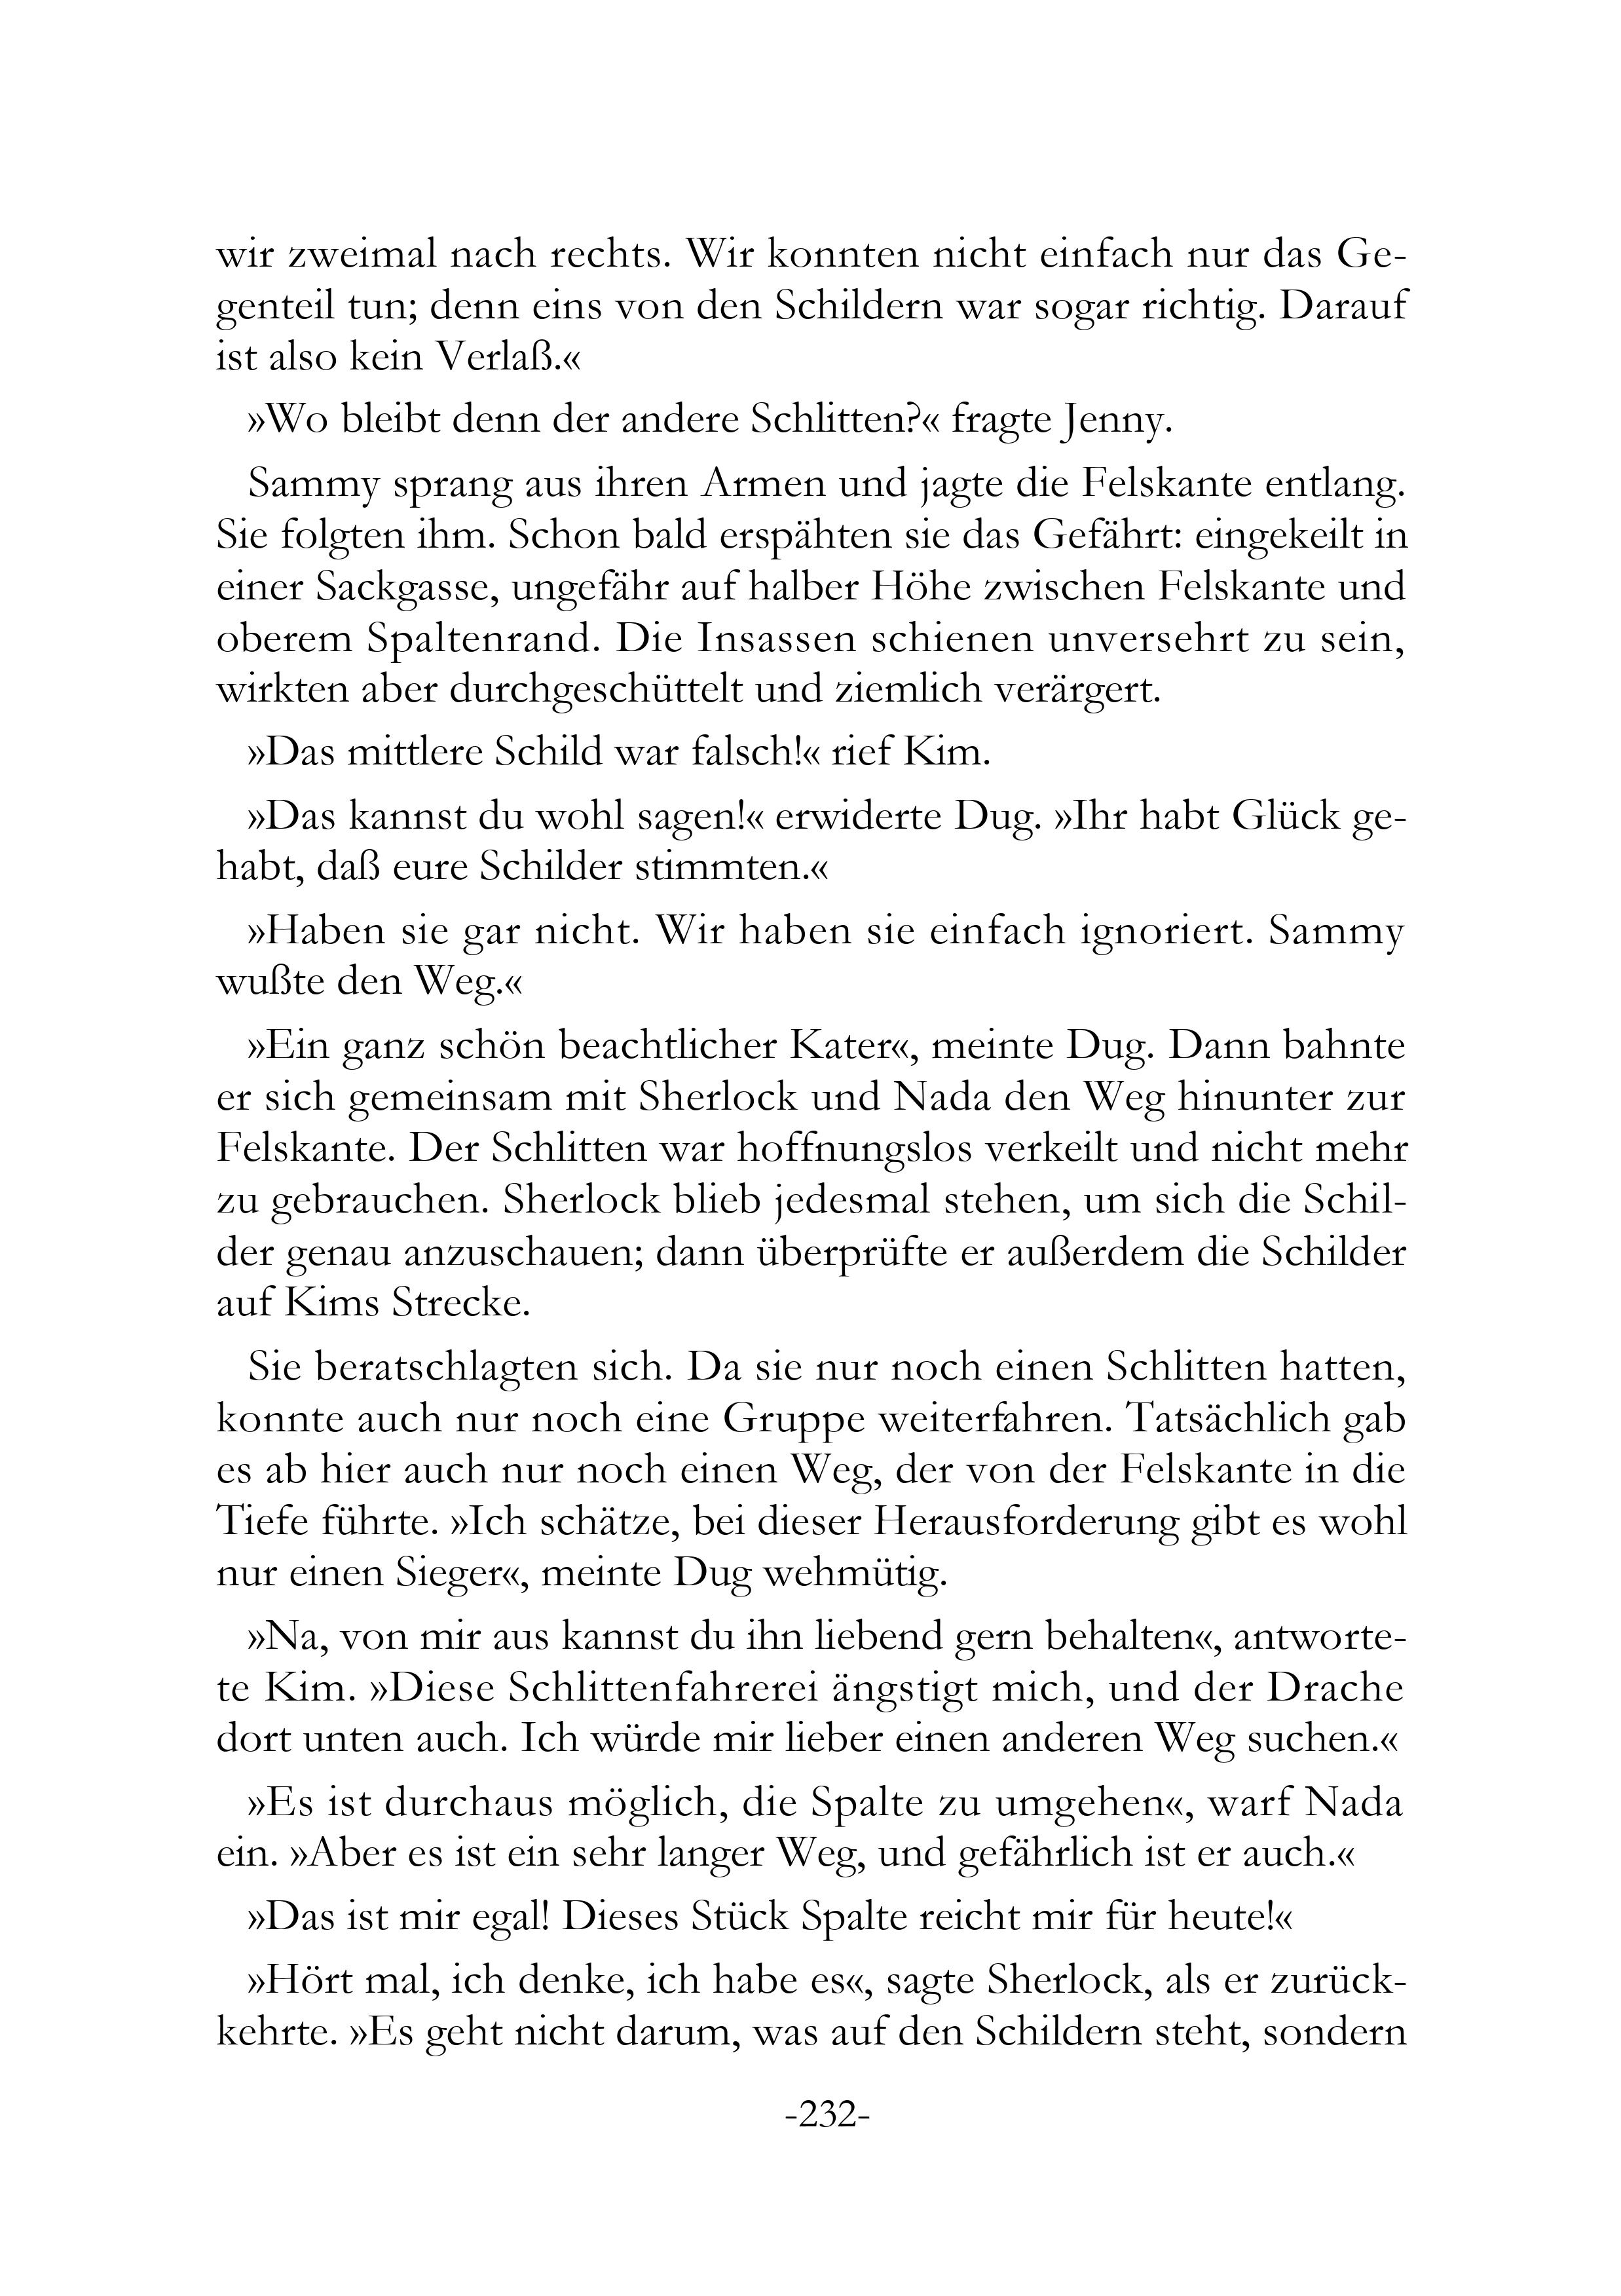 wir zweimal nach rechts. Wir konnten nicht einfach nur das Ge-
genteil tun; denn eins von den Schildern war sogar richtig. Darauf
ist also kein Verlaß.«
»Wo bleibt denn der andere Schlitten?« fragte Jenny.
Sammy sprang aus ihren Armen und jagte die Felskante entlang.
Sie folgten ihm. Schon bald erspähten sie das Gefährt: eingekeilt in
einer Sackgasse, ungefähr auf halber Höhe zwischen Felskante und
oberem Spaltenrand. Die Insassen schienen unversehrt zu sein,
wirkten aber durchgeschüttelt und ziemlich verärgert.
»Das mittlere Schild war falsch!« rief Kim.
»Das kannst du wohl sagen!« erwiderte Dug. »Ihr habt Glück ge-
habt, daß eure Schilder stimmten.«
»Haben sie gar nicht. Wir haben sie einfach ignoriert. Sammy
wußte den Weg.«
»Ein ganz schön beachtlicher Kater«, meinte Dug. Dann bahnte
er sich gemeinsam mit Sherlock und Nada den Weg hinunter zur
Felskante. Der Schlitten war hoffnungslos verkeilt und nicht mehr
zu gebrauchen. Sherlock blieb jedesmal stehen, um sich die Schil-
der genau anzuschauen; dann überprüfte er außerdem die Schilder
auf Kims Strecke.
Sie beratschlagten sich. Da sie nur noch einen Schlitten hatten,
konnte auch nur noch eine Gruppe weiterfahren. Tatsächlich gab
es ab hier auch nur noch einen Weg, der von der Felskante in die
Tiefe führte. »Ich schätze, bei dieser Herausforderung gibt es wohl
nur einen Sieger«, meinte Dug wehmütig.
»Na, von mir aus kannst du ihn liebend gern behalten«, antworte-
te Kim. »Diese Schlittenfahrerei ängstigt mich, und der Drache
dort unten auch. Ich würde mir lieber einen anderen Weg suchen.«
»Es ist durchaus möglich, die Spalte zu umgehen«, warf Nada
ein. »Aber es ist ein sehr langer Weg, und gefährlich ist er auch.«
»Das ist mir egal! Dieses Stück Spalte reicht mir für heute!«
»Hört mal, ich denke, ich habe es«, sagte Sherlock, als er zurück-
kehrte. »Es geht nicht darum, was auf den Schildern steht, sondern
-232-